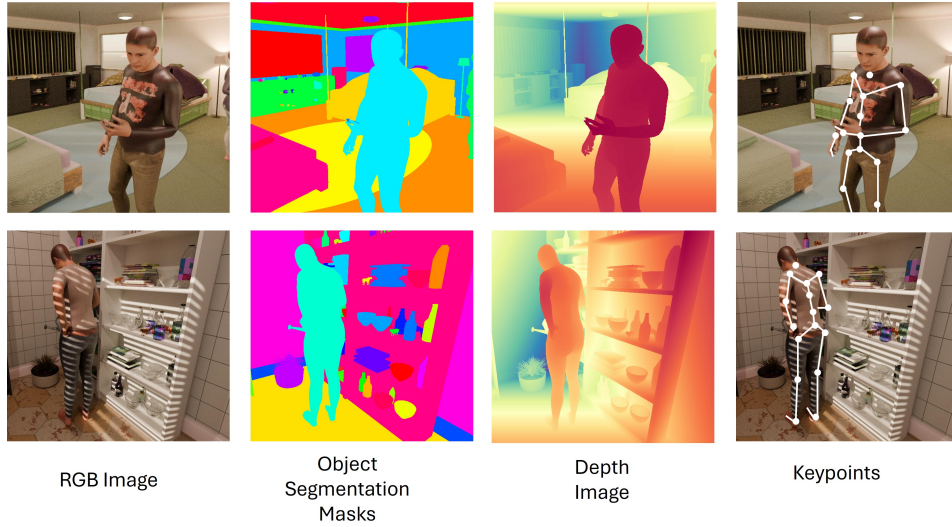 RGB Image
Object
Segmentation
Masks
Depth
Image
Keypoints